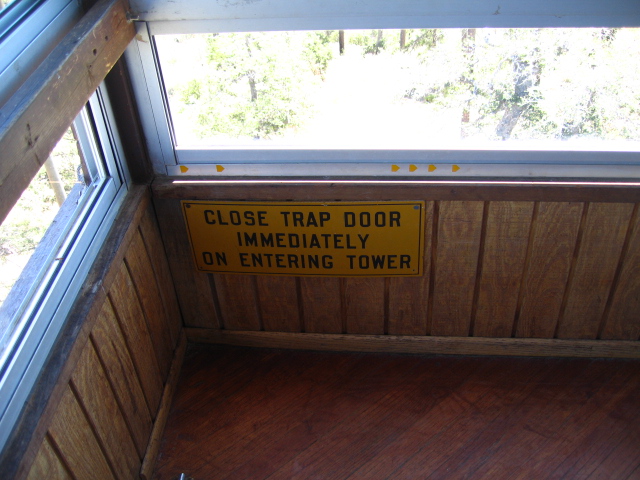 CLOSE TRAP DOOR
IMMEDIATELY
ON ENTERING TOWER